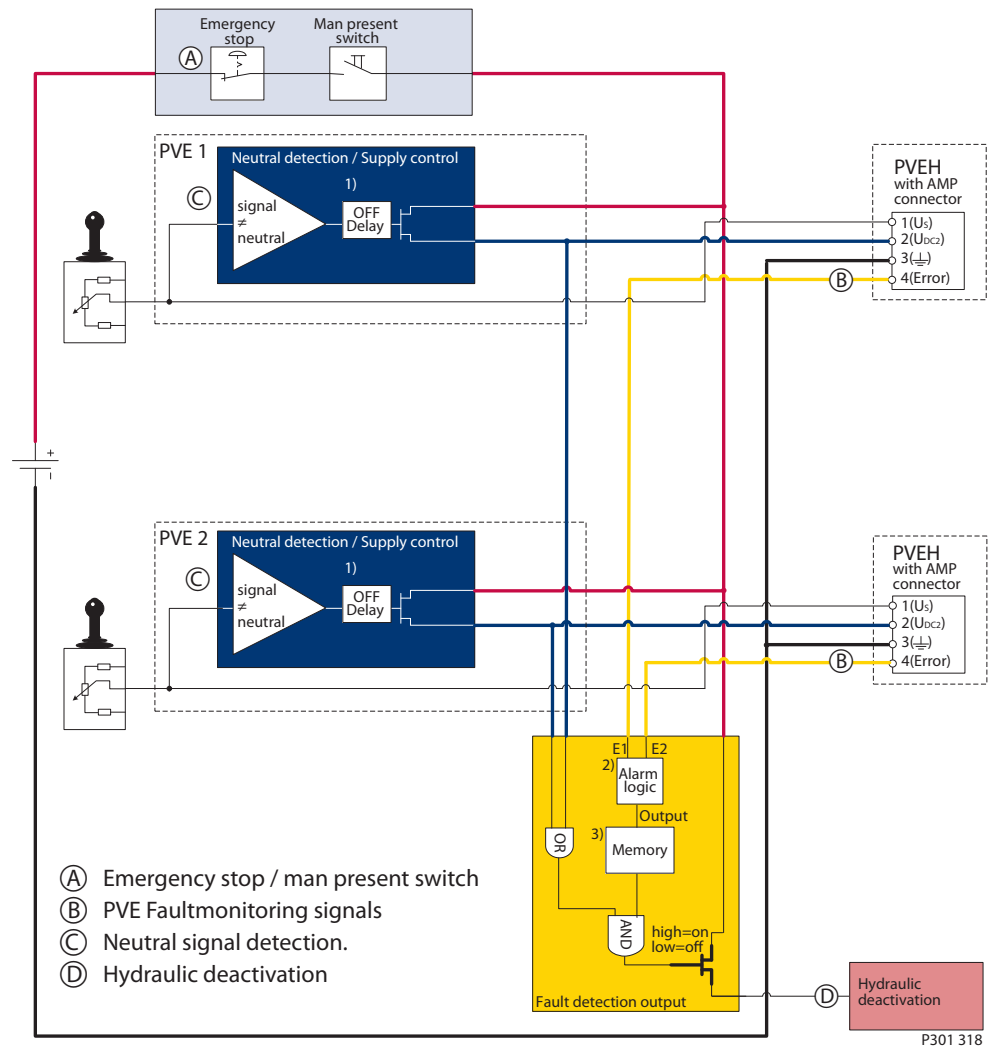 Emergency
stop
Man present
switch
A
PVE 1
Neutral detection / Supply control
C
1)
signal
≠
neutral
OFF
Delay
PVEH
with AMP
connector
1(Us)
2(UDC2)
3(⏚)
4(Error)
B
+
–
PVE 2
Neutral detection / Supply control
C
1)
signal
≠
neutral
OFF
Delay
PVEH
with AMP
connector
1(Us)
2(UDC2)
3(⏚)
4(Error)
B
E1 E2
2)
Alarm
logic
Output
3)
Memory
OR
AND
high=on
low=off
Fault detection output
D
Hydraulic
deactivation
A Emergency stop / man present switch
B PVE Faultmonitoring signals
C Neutral signal detection.
D Hydraulic deactivation
P301 318